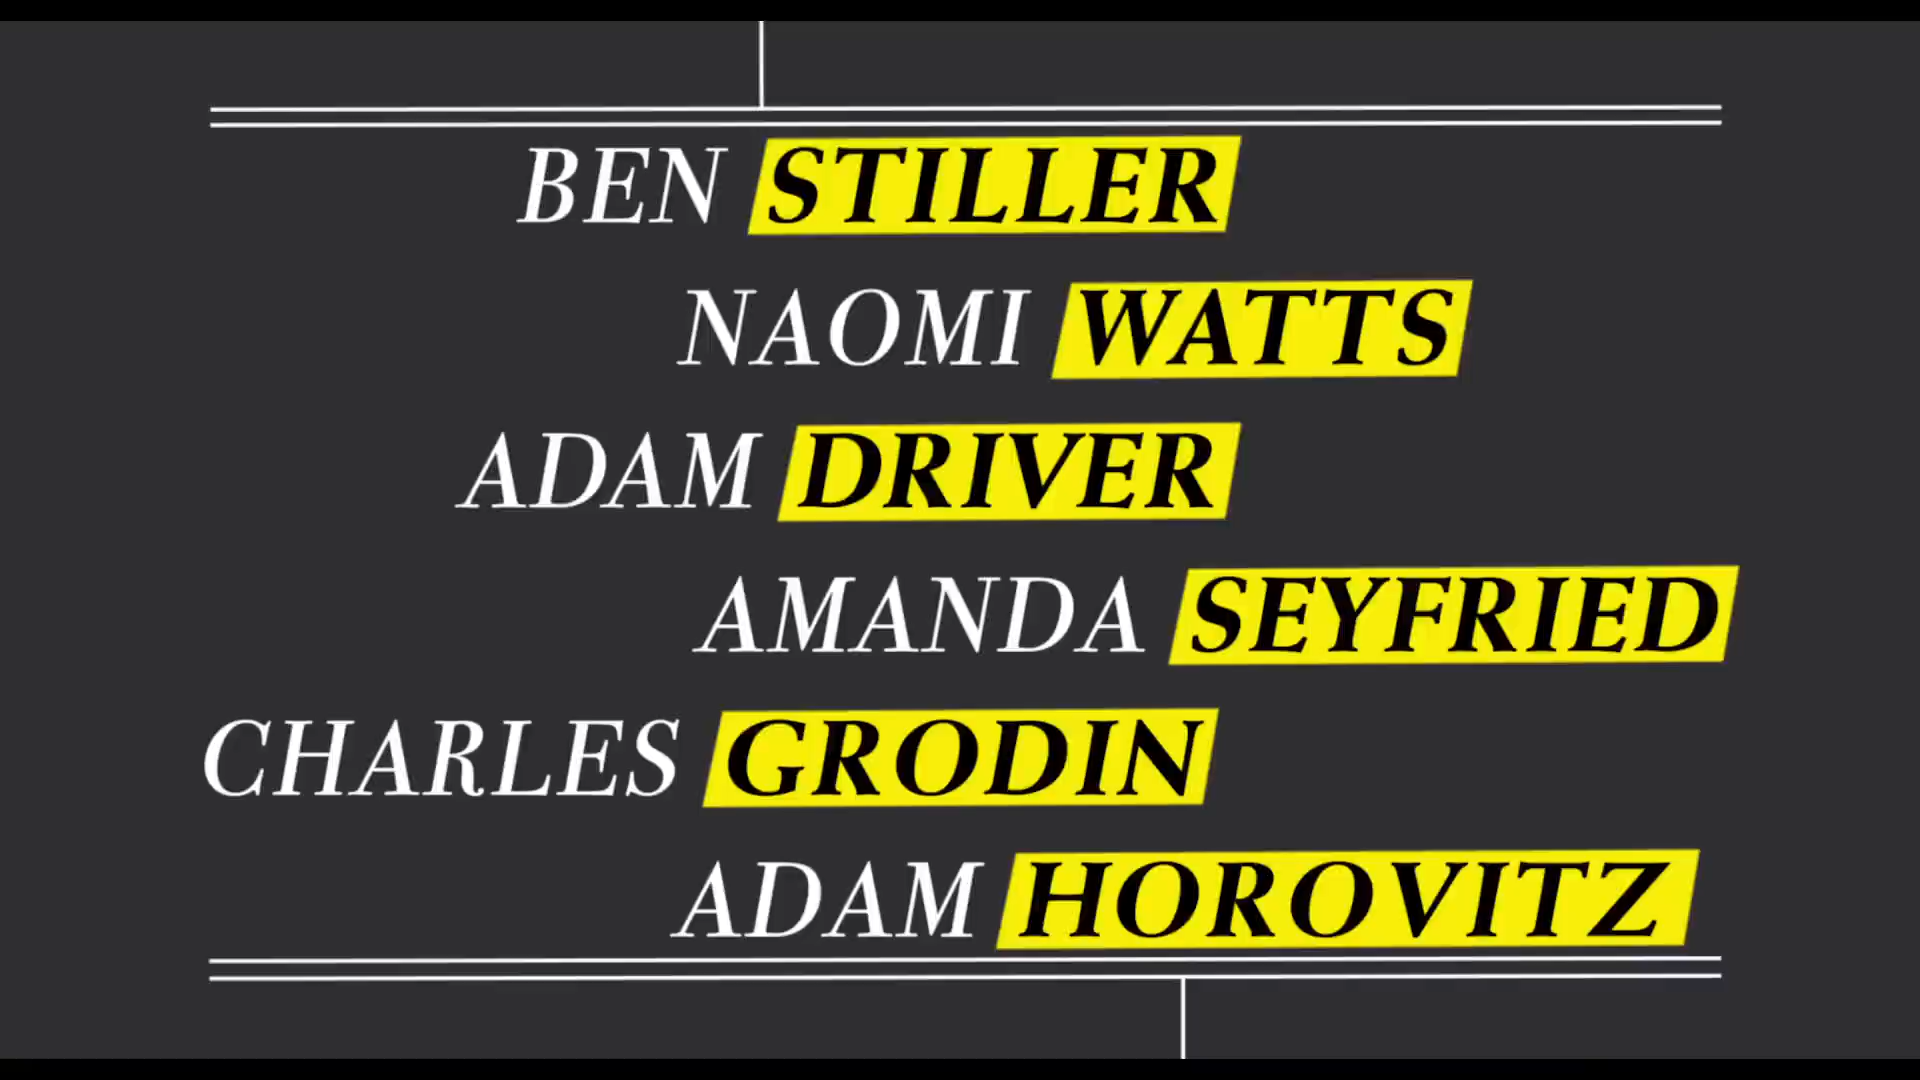 BEN STILLER
NAOMI WATTS
ADAM DRIVER
AMANDA SEYFRIED
CHARLES GRODIN
ADAM HOROVITZ